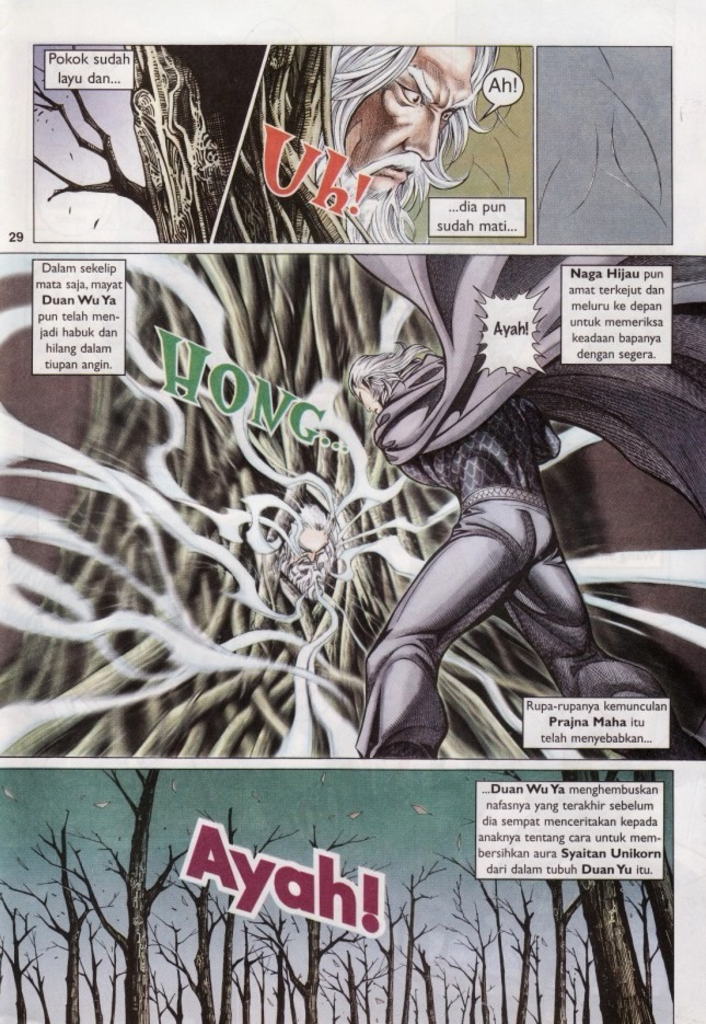 Pokok sudah
layu dan...
Uh!
Ah!
...dia pun
sudah mati...
29
Dalam sekelip
mata saja, mayat
Duan Wu Ya
pun telah men-
jadi habuk dan
hilang dalam
tiupan angin.
HONG...
Ayah!
Naga Hijau pun
amat terkejut dan
meluru ke depan
untuk memeriksa
keadaan bapanya
dengan segera.
Rupa-rupanya kemunculan
Prajna Maha itu
telah menyebabkan...
...Duan Wu Ya menghembuskan
nafasnya yang terakhir sebelum
dia sempat menceritakan kepada
anaknya tentang cara untuk mem-
bersihkan aura Syaitan Unikorn
dari dalam tubuh Duan Yu itu.
Ayah!